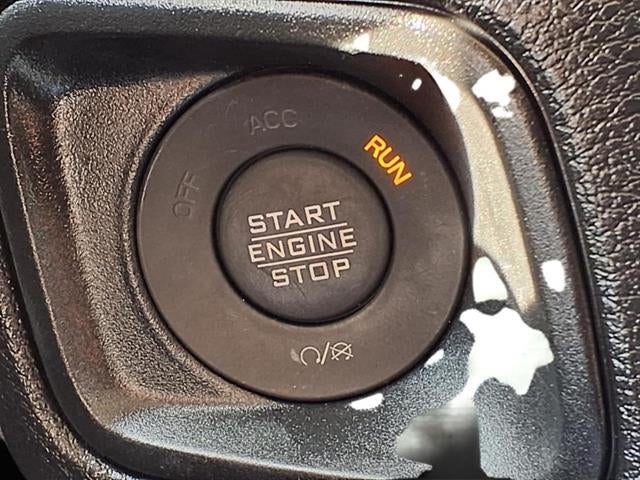 ACC
RUN
OFF
START
ENGINE
STOP